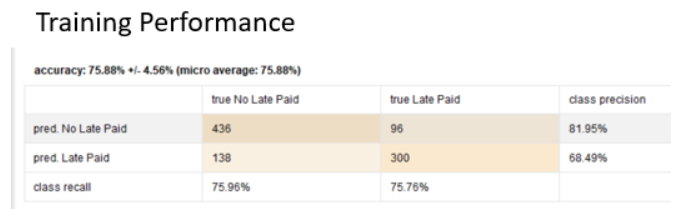 Training Performance
accuracy: 75.88% +/- 4.56% (micro average: 75.88%)
true No Late Paid true Late Paid class precision
pred. No Late Paid 436 96 81.95%
pred. Late Paid 138 300 68.49%
class recall 75.96% 75.76%